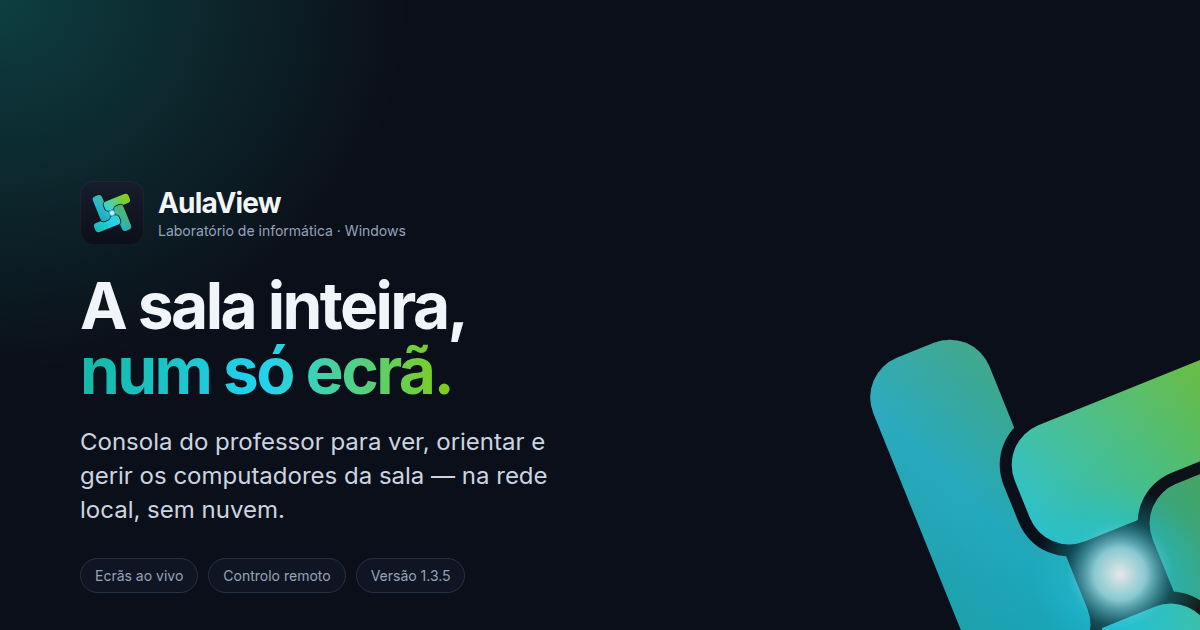 AulaView
Laboratório de informática · Windows
A sala inteira,
num só ecrã.
Consola do professor para ver, orientar e
gerir os computadores da sala — na rede
local, sem nuvem.
Ecrãs ao vivo
Controlo remoto
Versão 1.3.5